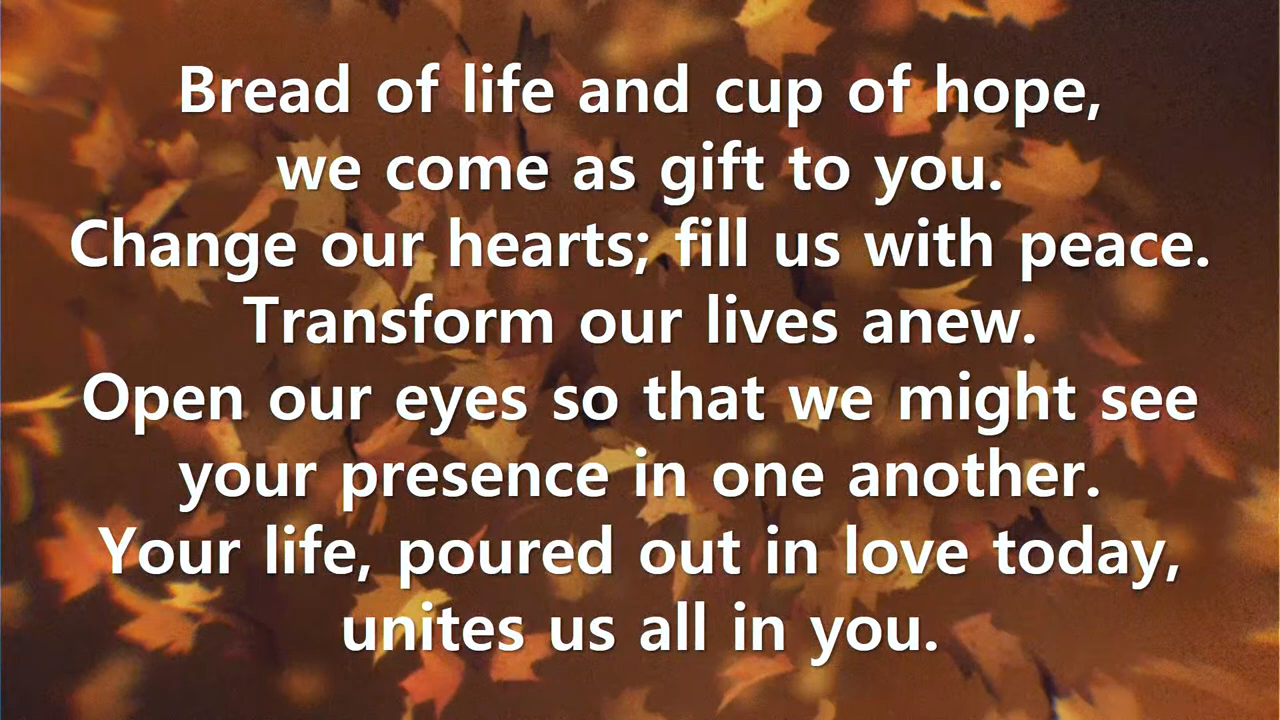 Bread of life and cup of hope,
we come as gift to you.
Change our hearts; fill us with peace.
Transform our lives anew.
Open our eyes so that we might see
your presence in one another.
Your life, poured out in love today,
unites us all in you.